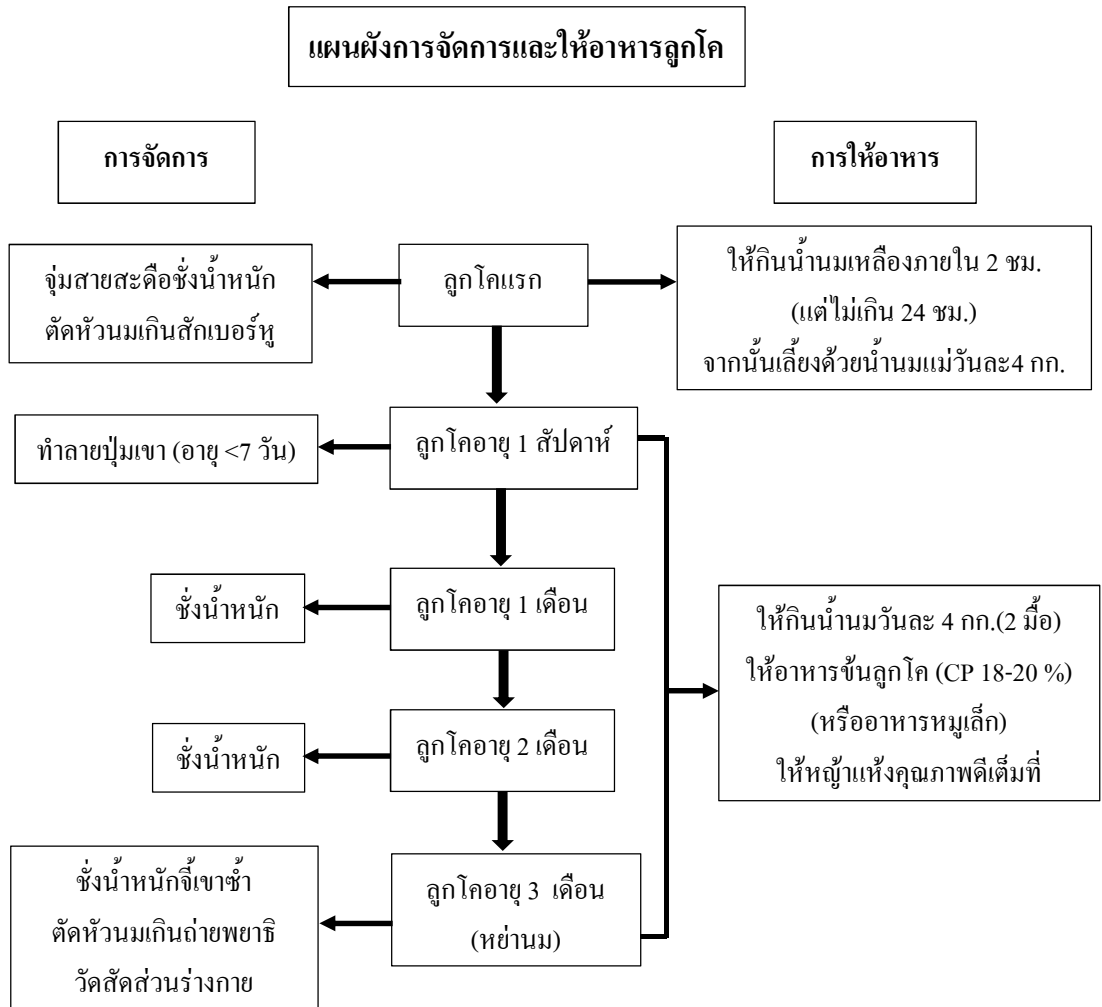 แผนผังการจัดการและให้อาหารลูกโค
การจัดการ
การให้อาหาร
จุ่มสายสะดือชั่งน้ำหนัก
ตัดหัวนมเกินสักเบอร์หู
ลูกโคแรก
ให้กินน้ำนมเหลืองภายใน 2 ชม.
(แต่ไม่เกิน 24 ชม.)
จากนั้นเลี้ยงด้วยน้ำนมแม่วันละ4 กก.
ทำลายปุ่มเขา (อายุ <7 วัน)
ลูกโคอายุ 1 สัปดาห์
ชั่งน้ำหนัก
ลูกโคอายุ 1 เดือน
ให้กินน้ำนมวันละ 4 กก.(2 มื้อ)
ให้อาหารข้นลูกโค (CP 18-20 %)
(หรืออาหารหมูเล็ก)
ให้หญ้าแห้งคุณภาพดีเต็มที่
ชั่งน้ำหนัก
ลูกโคอายุ 2 เดือน
ชั่งน้ำหนักจี้เขาซ้ำ
ตัดหัวนมเกินถ่ายพยาธิ
วัดสัดส่วนร่างกาย
ลูกโคอายุ 3 เดือน
(หย่านม)